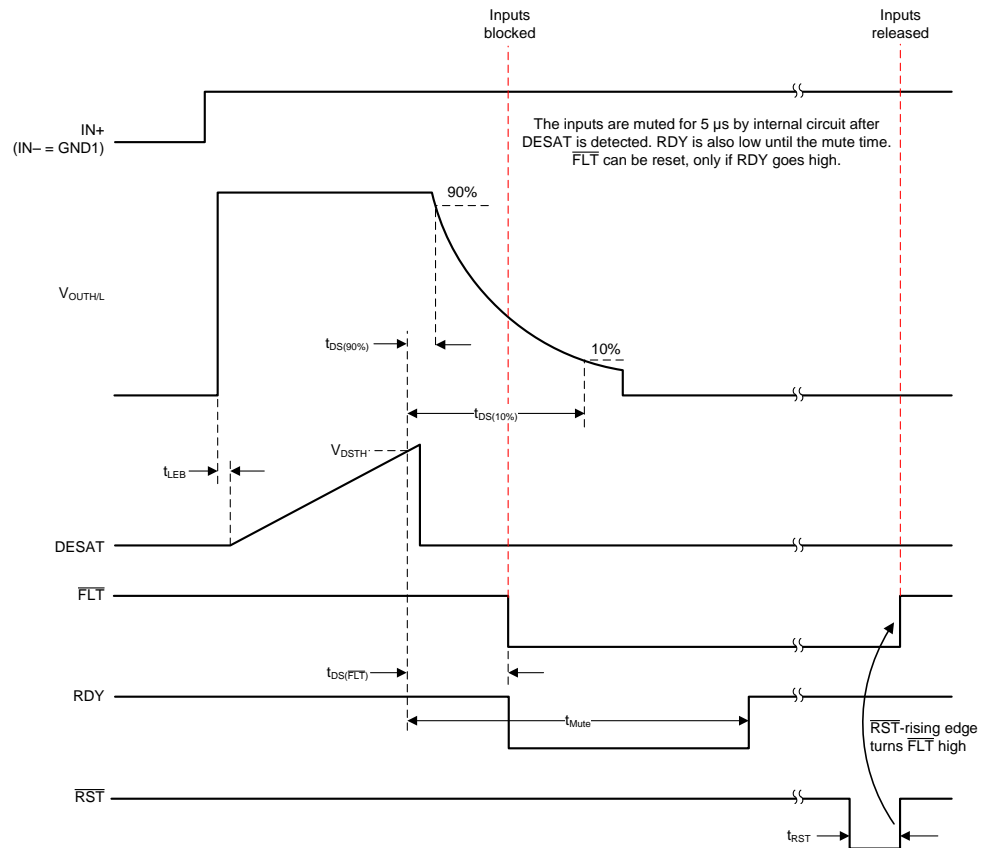 Inputs
blocked
Inputs
released
IN+
(IN– = GND1)
The inputs are muted for 5 µs by internal circuit after
DESAT is detected. RDY is also low until the mute time.
FLT can be reset, only if RDY goes high.
90%
VOUTH/L
tDS(90%)
10%
tDS(10%)
VDSTH
tLEB
DESAT
FLT
tDS(FLT)
RDY
tMute
RST-rising edge
turns FLT high
RST
tRST